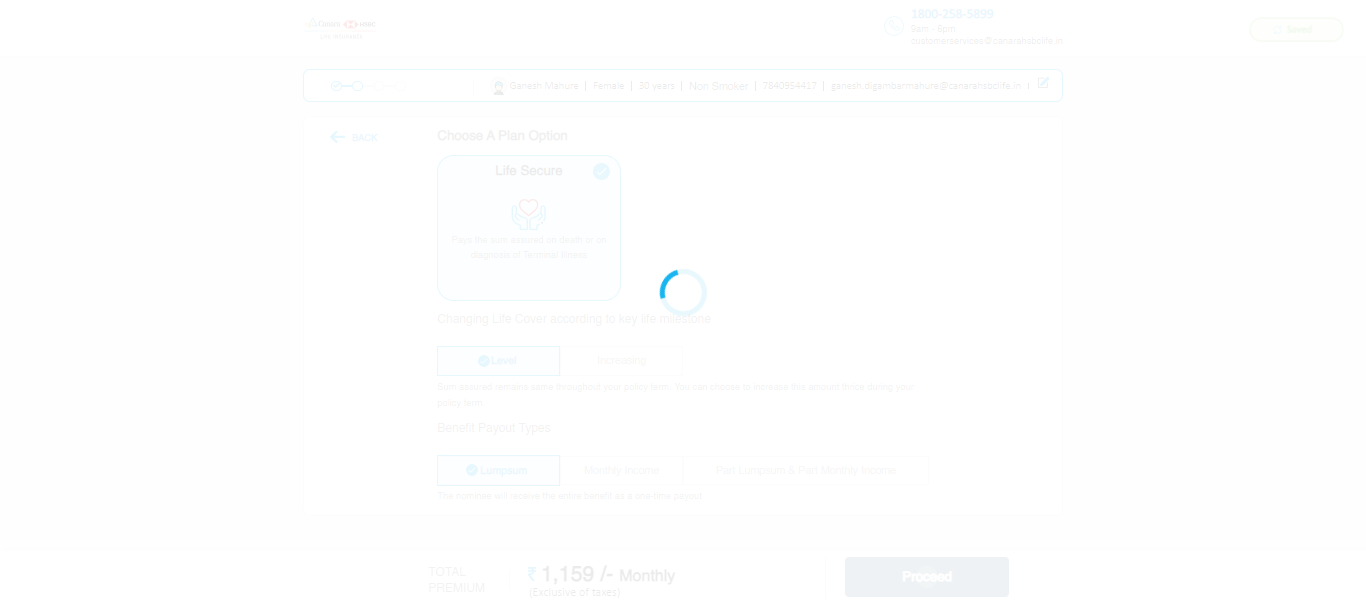 Canara HSBC
LIFE INSURANCE
1800-258-5899
9am - 6pm
customerservices@canarahsbclife.in
Saved
Ganesh Mahure | Female | 30 years | Non Smoker | 7640954417 | ganesh.digambarmahure@canarahsbclife.in |
BACK
Choose A Plan Option
Life Secure
Pays the sum assured on death or on
diagnosis of Terminal Illness
Changing Life Cover according to key life milestone
Level
Increasing
Sum assured remains same throughout your policy term. You can choose to increase this amount thrice during your
policy term.
Benefit Payout Types
Lumpsum
Monthly Income
Part Lumpsum & Part Monthly Income
The nominee will receive the entire benefit as a one-time payout
TOTAL
PREMIUM
₹ 1,159 /- Monthly
(Exclusive of taxes)
Proceed